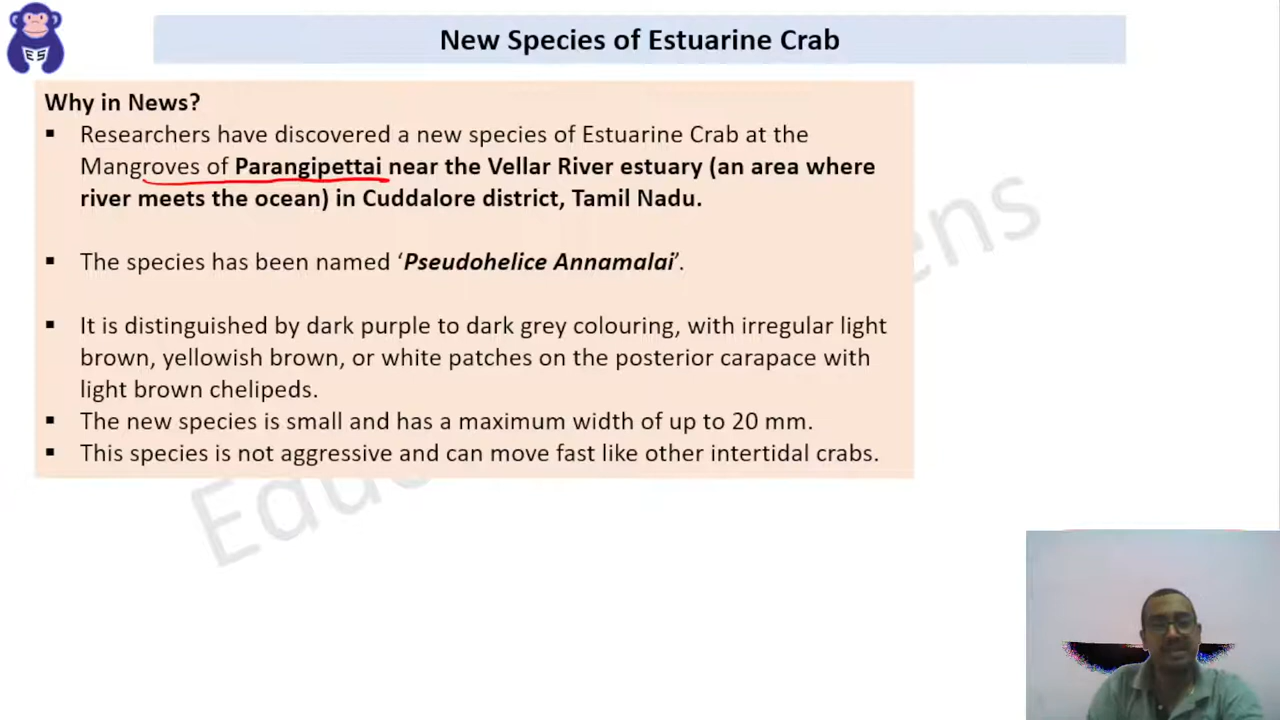 New Species of Estuarine Crab
ES
Why in News?
▪ Researchers have discovered a new species of Estuarine Crab at the
Mangroves of Parangipettai near the Vellar River estuary (an area where
river meets the ocean) in Cuddalore district, Tamil Nadu.
▪ The species has been named ‘Pseudohelice Annamalai’.
▪ It is distinguished by dark purple to dark grey colouring, with irregular light
brown, yellowish brown, or white patches on the posterior carapace with
light brown chelipeds.
▪ The new species is small and has a maximum width of up to 20 mm.
▪ This species is not aggressive and can move fast like other intertidal crabs.